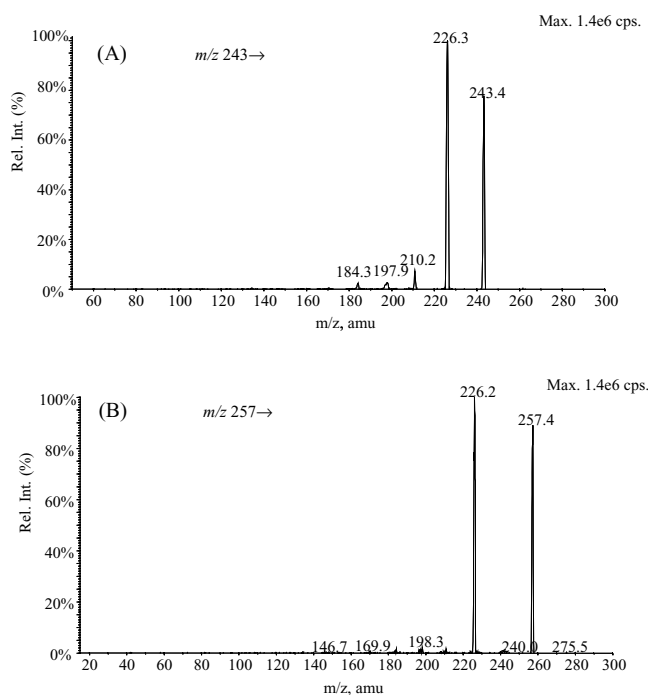 Max. 1.4e6 cps.
(A)
m/z 243→
100%
80%
60%
40%
20%
0%
Rel. Int. (%)
226.3
243.4
210.2
197.9
184.3
60 80 100 120 140 160 180 200 220 240 260 280 300
m/z, amu
Max. 1.4e6 cps.
(B)
m/z 257→
100%
80%
60%
40%
20%
0%
Rel. Int. (%)
226.2
257.4
146.7 169.9 198.3 240.0 275.5
20 40 60 80 100 120 140 160 180 200 220 240 260 280 300
m/z, amu